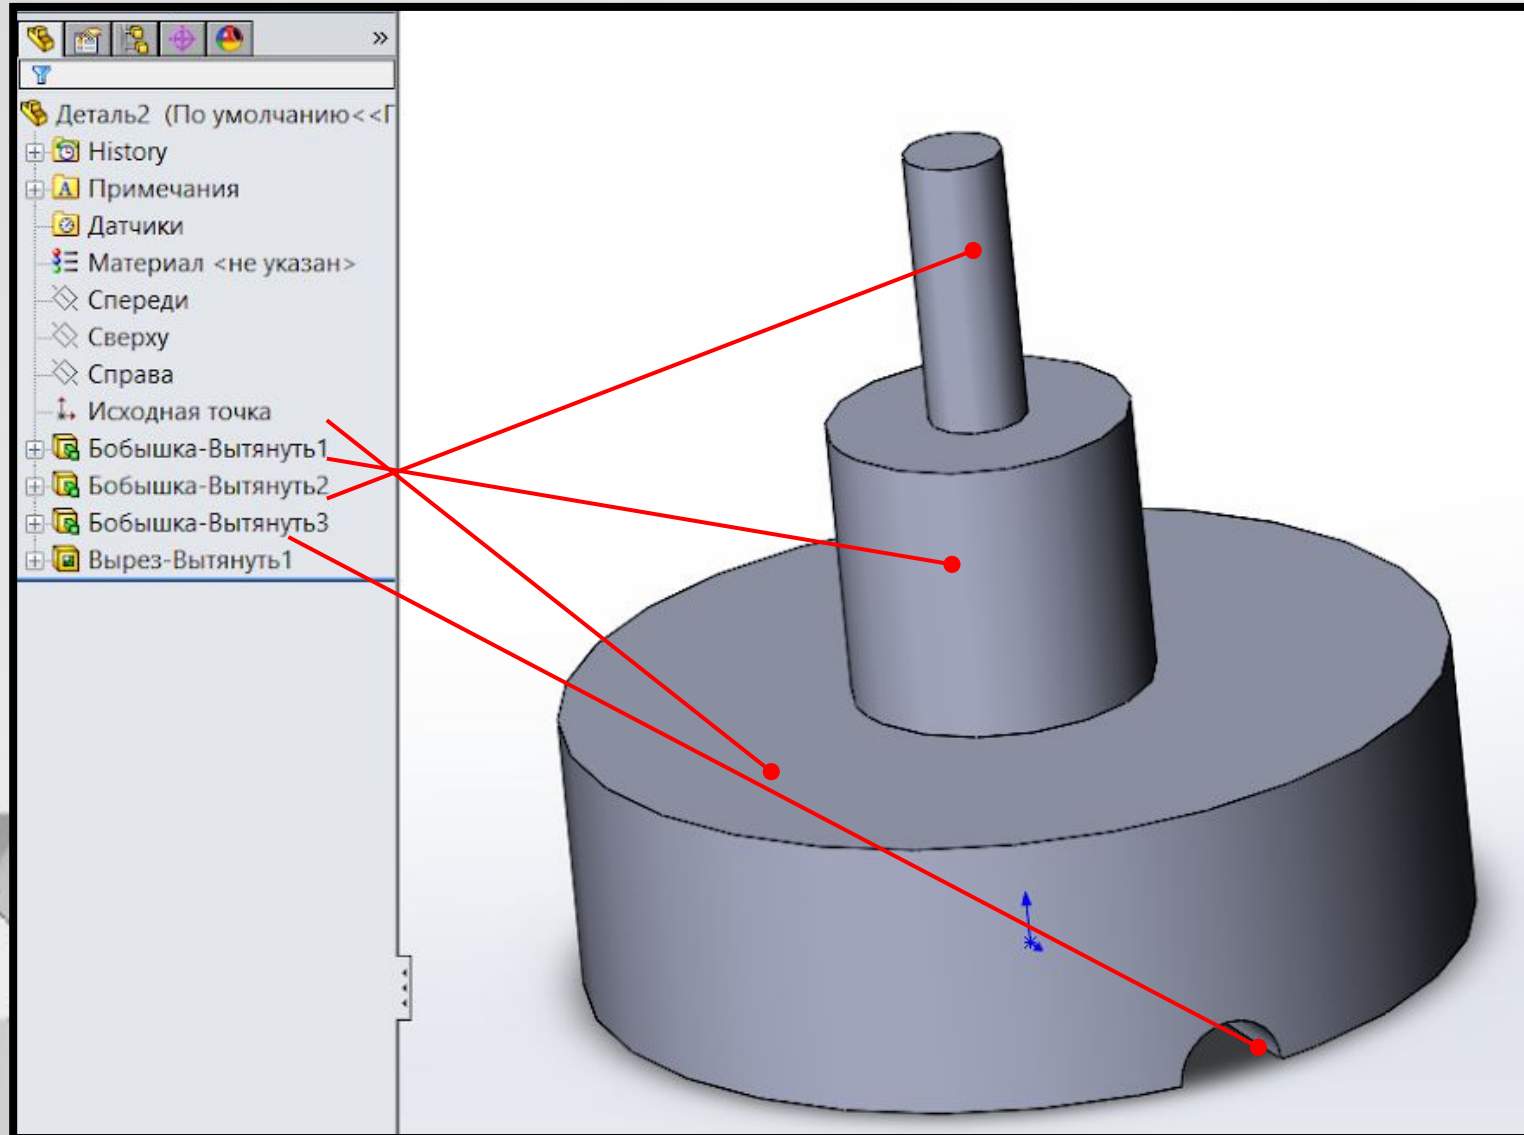 »
Деталь2 (По умолчанию<<Г
History
A Примечания
Датчики
Материал <не указан>
Спереди
Сверху
Справа
Исходная точка
Бобышка-Вытянуть1
Бобышка-Вытянуть2
Бобышка-Вытянуть3
Вырез-Вытянуть1